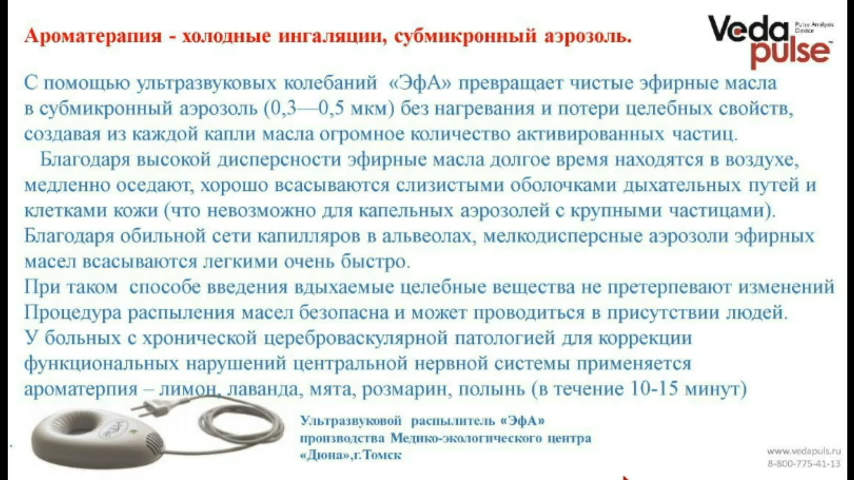 Ароматерапия - холодные ингаляции, субмикронный аэрозоль.
Veda
pulse™
Pulse Analysis
Device
С помощью ультразвуковых колебаний «ЭфА» превращает чистые эфирные масла
в субмикронный аэрозоль (0,3—0,5 мкм) без нагревания и потери целебных свойств,
создавая из каждой капли масла огромное количество активированных частиц.
Благодаря высокой дисперсности эфирные масла долгое время находятся в воздухе,
медленно оседают, хорошо всасываются слизистыми оболочками дыхательных путей и
клетками кожи (что невозможно для капельных аэрозолей с крупными частицами).
Благодаря обильной сети капилляров в альвеолах, мелкодисперсные аэрозоли эфирных
масел всасываются легкими очень быстро.
При таком способе введения вдыхаемые целебные вещества не претерпевают изменений
Процедура распыления масел безопасна и может проводиться в присутствии людей.
У больных с хронической цереброваскулярной патологией для коррекции
функциональных нарушений центральной нервной системы применяется
ароматерпия – лимон, лаванда, мята, розмарин, полынь (в течение 10-15 минут)
Ультразвуковой распылитель «ЭфА»
производства Медико-экологического центра
«Дюна»,г.Томск
.
www.vedapuls.ru
8-800-775-41-13